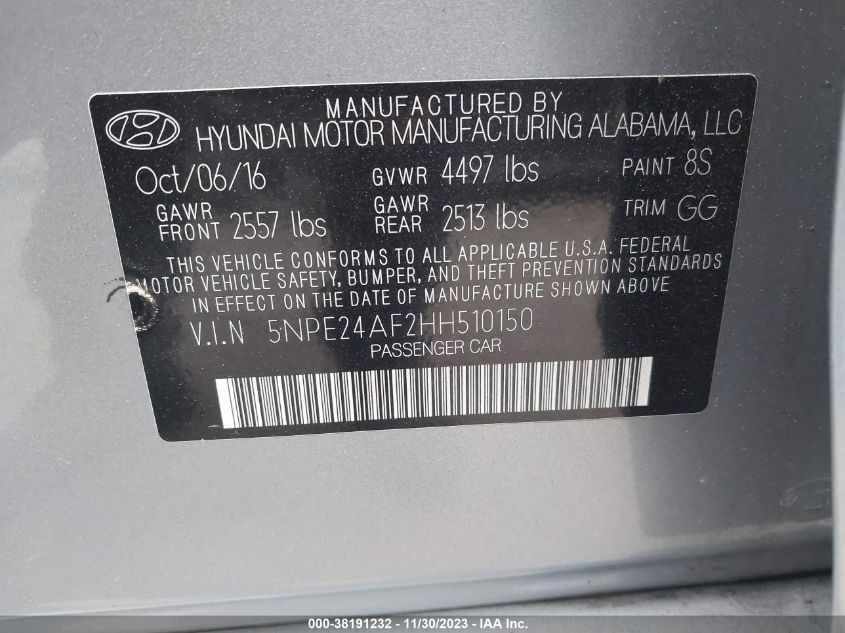 MANUFACTURED BY
HYUNDAI MOTOR MANUFACTURING ALABAMA, LLC
Oct/06/16 GVWR 4497 lbs PAINT 8S
GAWR FRONT 2557 lbs GAWR REAR 2513 lbs TRIM GG
THIS VEHICLE CONFORMS TO ALL APPLICABLE U.S.A. FEDERAL
MOTOR VEHICLE SAFETY, BUMPER, AND THEFT PREVENTION STANDARDS
IN EFFECT ON THE DATE OF MANUFACTURE SHOWN ABOVE.
V.I.N 5NPE24AF2HH510150
PASSENGER CAR
000-38191232 - 11/30/2023 - IAA Inc.